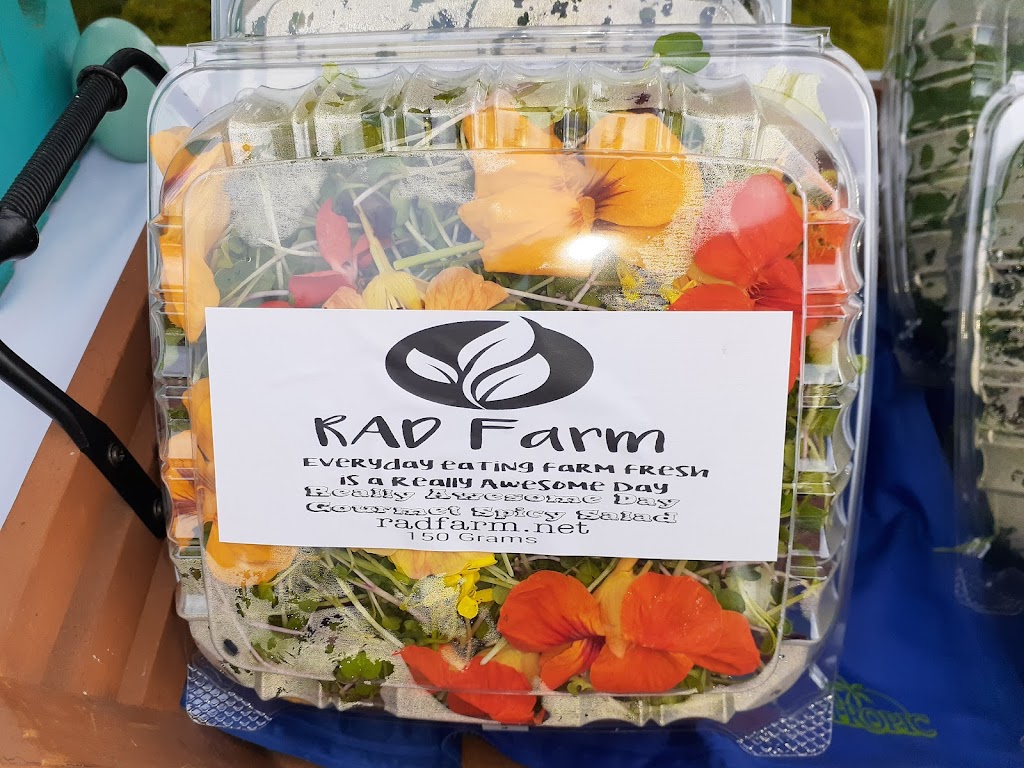 RAD Farm
Everyday eating farm fresh
is a Really Awesome Day
Really Awesome Day
Gourmet Spicy Salad
radfarm.net
150 Grams